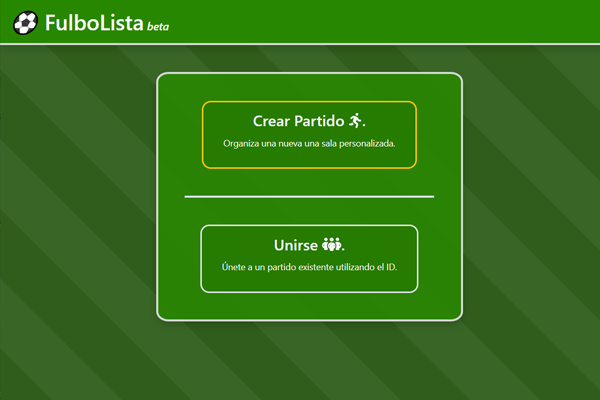 FulboLista beta
Crear Partido .
Organiza una nueva una sala personalizada.
Unirse .
Únete a un partido existente utilizando el ID.